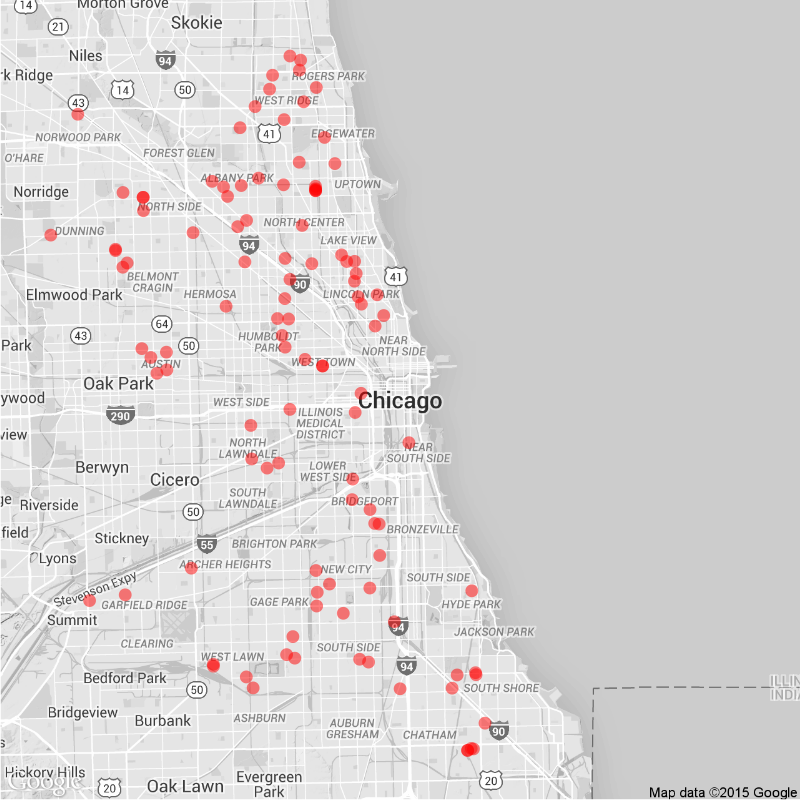 Morton Grove
14
21
Skokie
Niles
94
rk Ridge
14
50
ROGERS PARK
43
WEST RIDGE
NORWOOD PARK
41
EDGEWATER
O'HARE
FOREST GLEN
ALBANY PARK
UPTOWN
Norridge
NORTH SIDE
NORTH CENTER
DUNNING
94
LAKE VIEW
41
BELMONT
CRAGIN
90
Elmwood Park
HERMOSA
LINCOLN PARK
64
43
50
HUMBOLDT
PARK
NEAR
NORTH SIDE
Park
AUSTIN
WEST TOWN
Oak Park
ywood
WEST SIDE
Chicago
290
ILLINOIS
MEDICAL
DISTRICT
view
NORTH
LAWNDALE
NEAR
SOUTH SIDE
Berwyn
LOWER
WEST SIDE
Cicero
SOUTH
LAWNDALE
ge
Riverside
50
BRIDGEPORT
field
Stickney
55
BRONZEVILLE
BRIGHTON PARK
Lyons
ARCHER HEIGHTS
NEW CITY
SOUTH SIDE
Stevenson Expy
GARFIELD RIDGE
GAGE PARK
HYDE PARK
Summit
94
JACKSON PARK
CLEARING
WEST LAWN
SOUTH SIDE
94
Bedford Park
50
SOUTH SHORE
ILLIN
INDIA
Bridgeview
Burbank
ASHBURN
AUBURN
GRESHAM
CHATHAM
90
s
Hickory Hills
Google
20
Oak Lawn
Evergreen
Park
20
Map data ©2015 Google